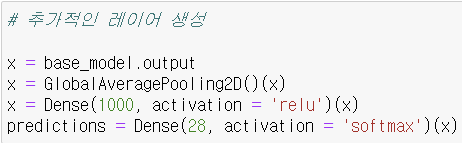 # 추가적인 레이어 생성
x = base_model.output
x = GlobalAveragePooling2D()(x)
x = Dense(1000, activation = 'relu')(x)
predictions = Dense(28, activation = 'softmax')(x)